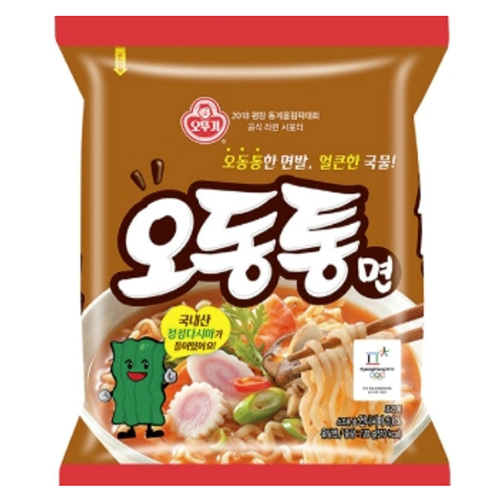 오뚜기
2018 평창 동계올림픽대회
공식 라면 서포터
오동통한 면발, 얼큰한 국물!
오동통면
국내산
청정다시마가
들어있어요!
PyeongChang 2018